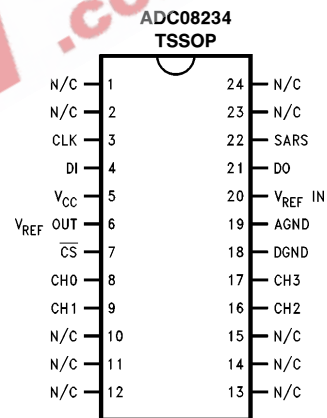 .co
ADC08234
TSSOP
N/C 1 24 N/C
N/C 2 23 N/C
CLK 3 22 SARS
DI 4 21 DO
VCC 5 20 VREF IN
VREF OUT 6 19 AGND
CS 7 18 DGND
CH0 8 17 CH3
CH1 9 16 CH2
N/C 10 15 N/C
N/C 11 14 N/C
N/C 12 13 N/C